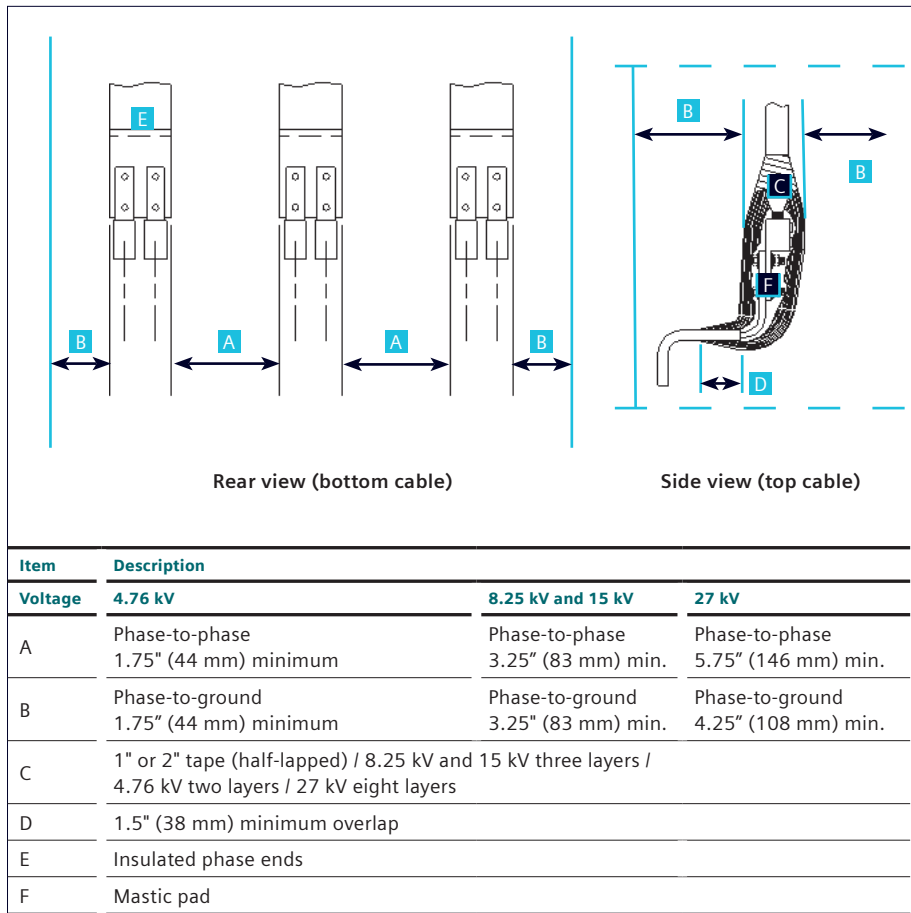 E
B
A
A
B
B
C
B
F
D
Rear view (bottom cable)
Side view (top cable)
Item Description
Voltage 4.76 kV 8.25 kV and 15 kV 27 kV
A
Phase-to-phase
1.75" (44 mm) minimum
Phase-to-phase
3.25” (83 mm) min.
Phase-to-phase
5.75” (146 mm) min.
B
Phase-to-ground
1.75” (44 mm) minimum
Phase-to-ground
3.25" (83 mm) min.
Phase-to-ground
4.25” (108 mm) min.
C
1" or 2" tape (half-lapped) / 8.25 kV and 15 kV three layers /
4.76 kV two layers / 27 kV eight layers
D 1.5" (38 mm) minimum overlap
E Insulated phase ends
F Mastic pad